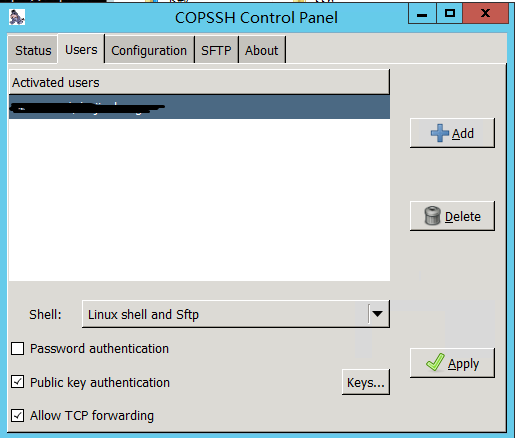 COPSSH Control Panel
Status Users Configuration SFTP About
Activated users
Add
Delete
Shell: Linux shell and Sftp
Password authentication
Apply
Public key authentication Keys...
Allow TCP forwarding